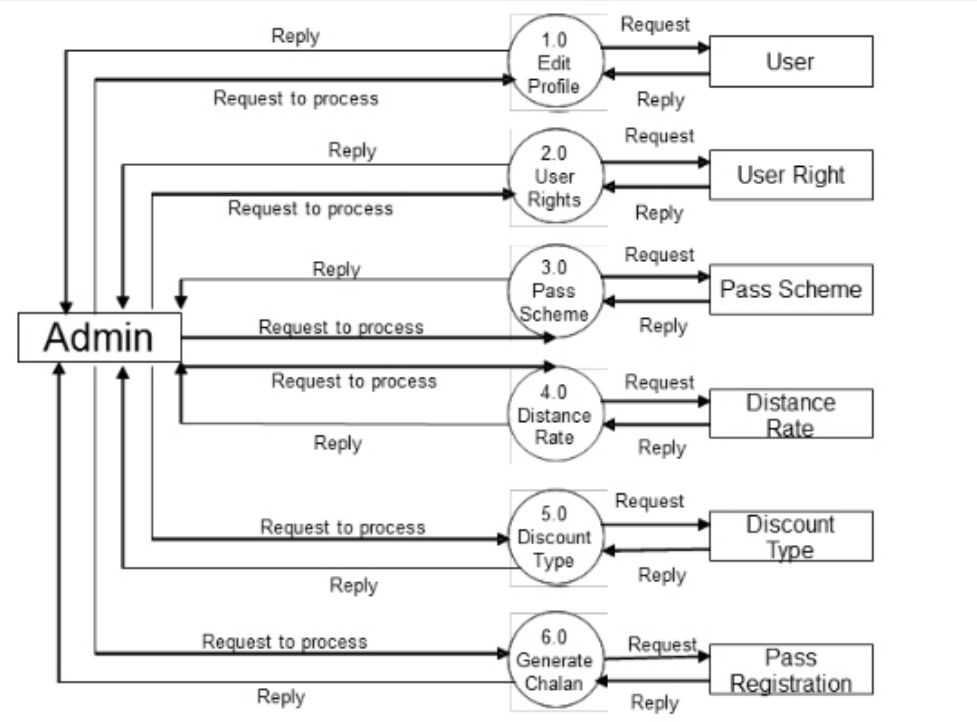 Reply
1.0
Edit
Profile
Request
User
Request to process
Reply
Reply
2.0
User
Rights
Request
User Right
Request to process
Reply
Reply
3.0
Pass
Scheme
Request
Pass Scheme
Request to process
Reply
Admin
Request to process
4.0
Distance
Rate
Request
Distance
Rate
Reply
Reply
Request to process
5.0
Discount
Type
Request
Discount
Type
Reply
Reply
Request to process
6.0
Generate
Chalan
Request
Pass
Registration
Reply
Reply